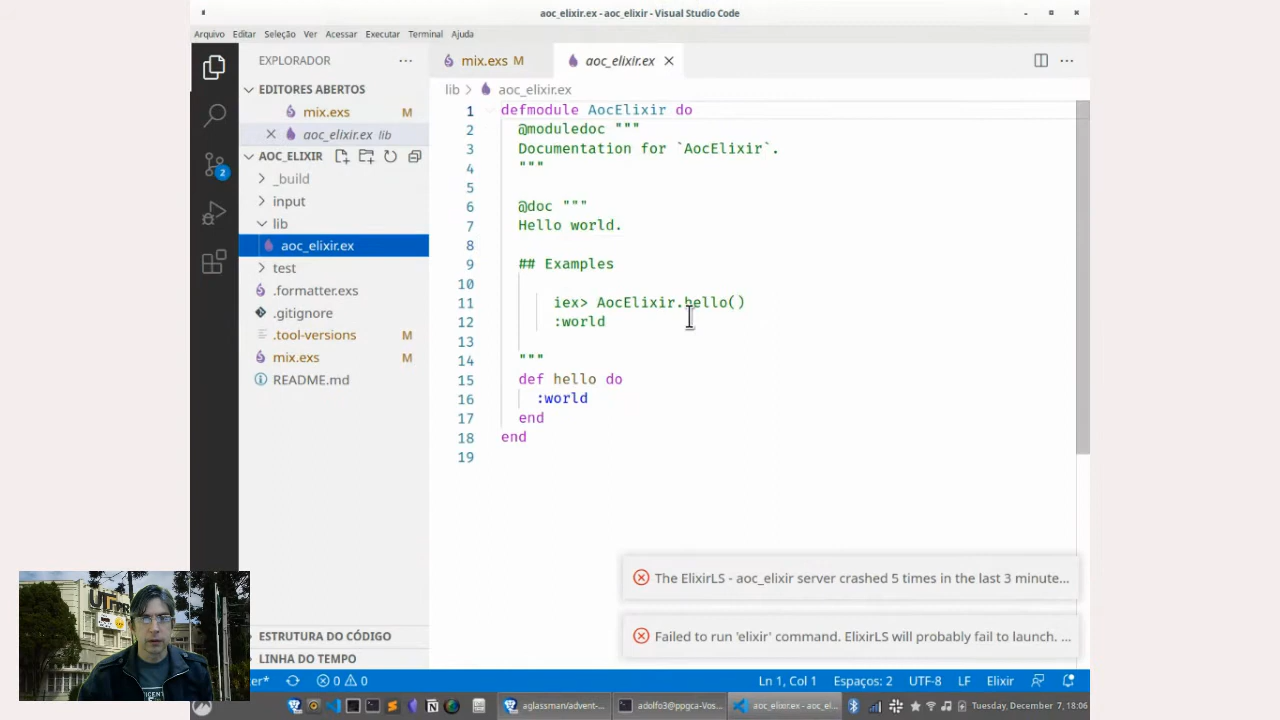 aoc_elixir.ex - aoc_elixir - Visual Studio Code
Arquivo Editar Seleção Ver Acessar Executar Terminal Ajuda
EXPLORADOR
EDITORES ABERTOS
mix.exs M
aoc_elixir.ex lib
AOC_ELIXIR
_build
input
lib
aoc_elixir.ex
test
.formatter.exs
.gitignore
.tool-versions M
mix.exs M
README.md
ESTRUTURA DO CÓDIGO
LINHA DO TEMPO
2
mix.exs M aoc_elixir.ex
lib aoc_elixir.ex
1 defmodule AocElixir do
2 @moduledoc """
3 Documentation for `AocElixir`.
4 """
5
6 @doc """
7 Hello world.
8
9 ## Examples
10
11 iex> AocElixir.hello()
12 :world
13
14 """
15 def hello do
16 :world
17 end
18 end
19
The ElixirLS - aoc_elixir server crashed 5 times in the last 3 minute...
Failed to run 'elixir' command. ElixirLS will probably fail to launch. ...
er* 0 0 Ln 1, Col 1 Espaços: 2 UTF-8 LF Elixir
aglassman/advent-... adolfo3@ppgca-Vos... aoc_elixir.ex - aoc_el... Tuesday, December 7, 18:06